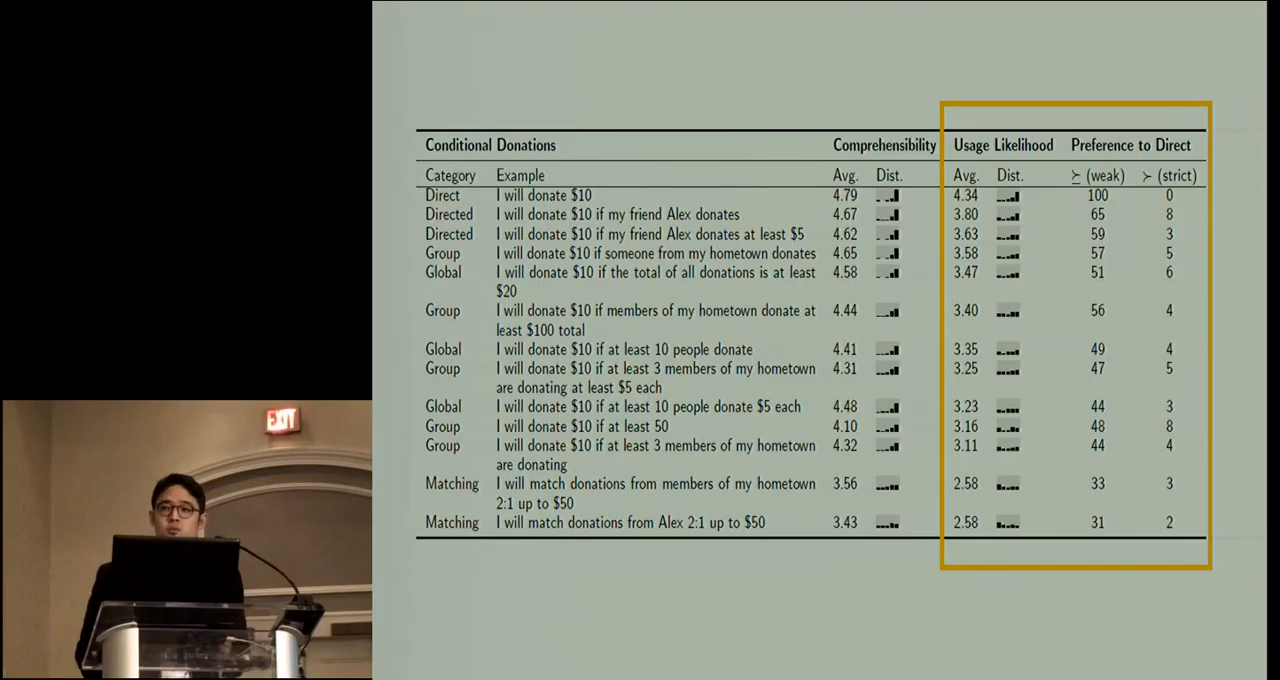 Conditional Donations Comprehensibility Usage Likelihood Preference to Direct
Category Example Avg. Dist. Avg. Dist. ⪰ (weak) ≻ (strict)
Direct I will donate $10 4.79 4.34 100 0
Directed I will donate $10 if my friend Alex donates 4.67 3.80 65 8
Directed I will donate $10 if my friend Alex donates at least $5 4.62 3.63 59 3
Group I will donate $10 if someone from my hometown donates 4.65 3.58 57 5
Global I will donate $10 if the total of all donations is at least 4.58 3.47 51 6
$20
Group I will donate $10 if members of my hometown donate at 4.44 3.40 56 4
least $100 total
Global I will donate $10 if at least 10 people donate 4.41 3.35 49 4
Group I will donate $10 if at least 3 members of my hometown 4.31 3.25 47 5
are donating at least $5 each
Global I will donate $10 if at least 10 people donate $5 each 4.48 3.23 44 3
Group I will donate $10 if at least 50 4.10 3.16 48 8
Group I will donate $10 if at least 3 members of my hometown 4.32 3.11 44 4
are donating
Matching I will match donations from members of my hometown 3.56 2.58 33 3
2:1 up to $50
Matching I will match donations from Alex 2:1 up to $50 3.43 2.58 31 2
EXIT